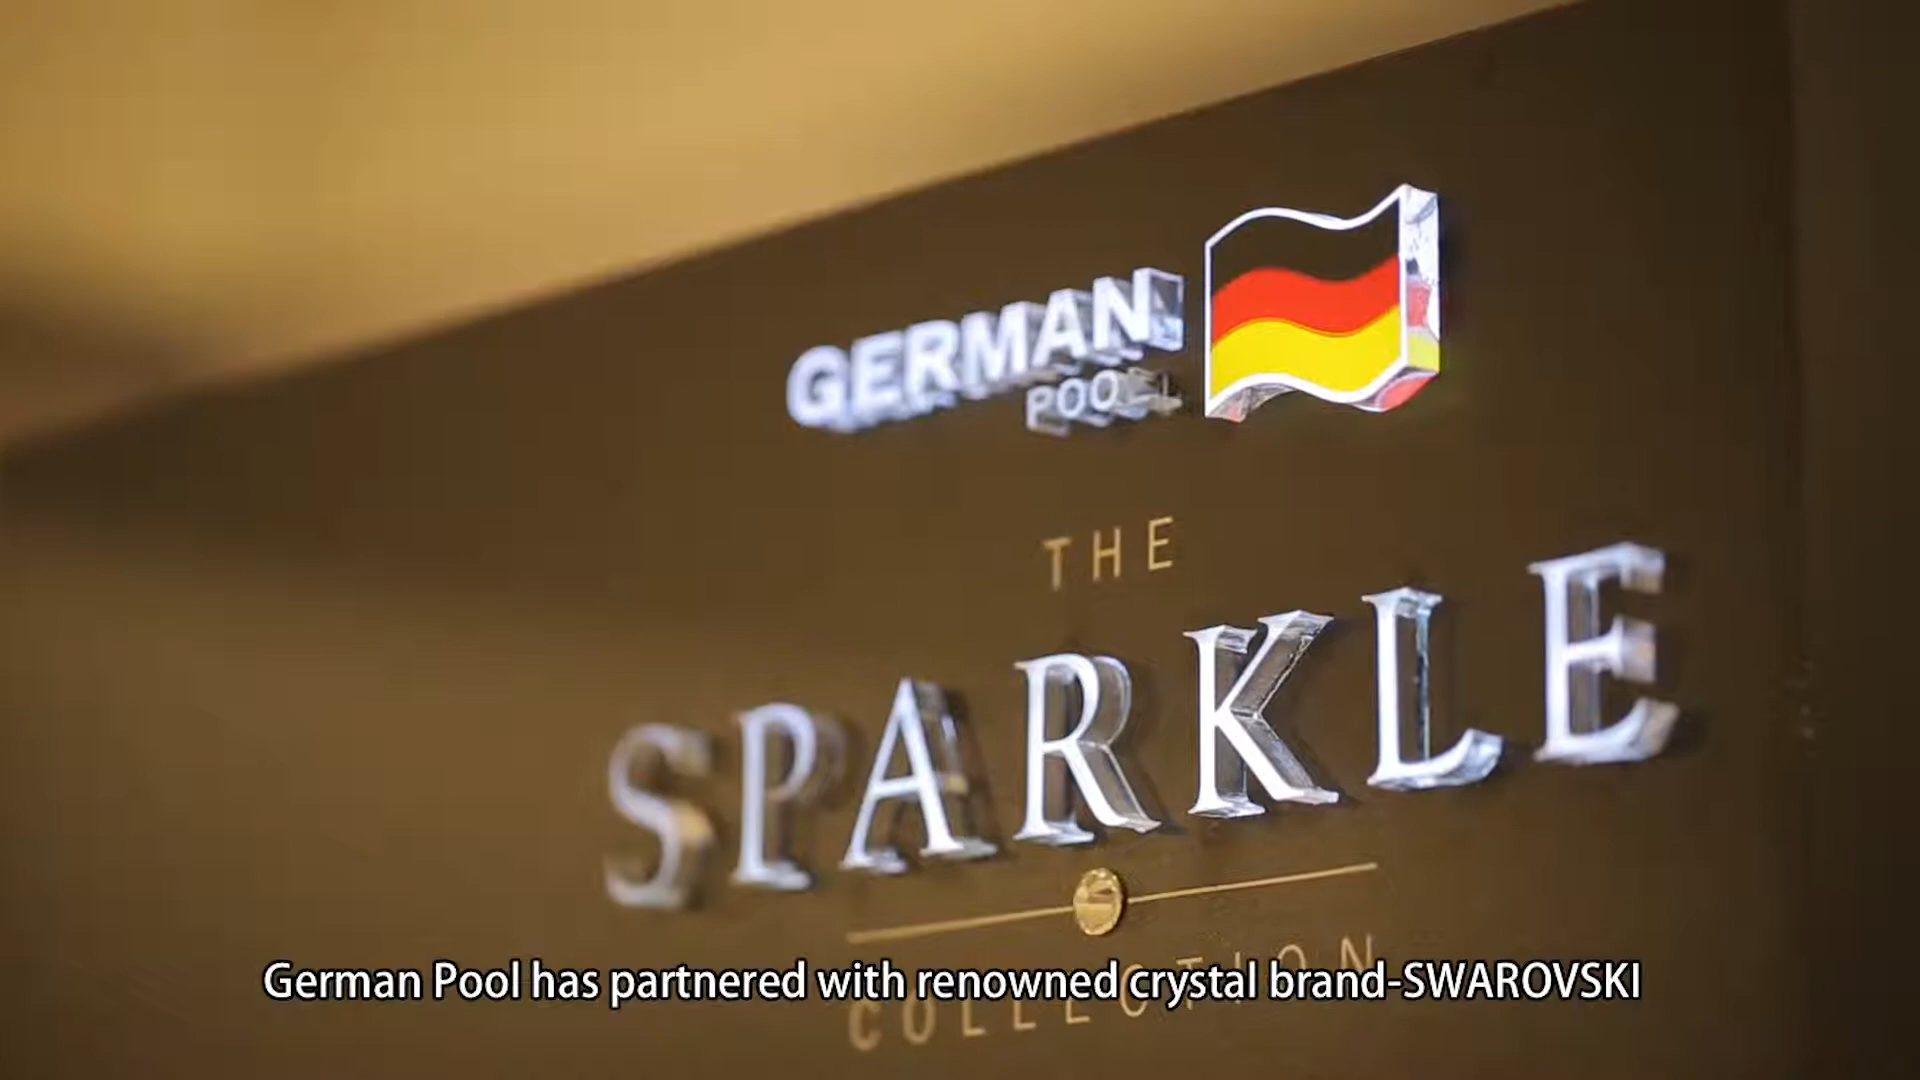 GERMAN
POOL
THE
SPARKLE
COLLECTION
German Pool has partnered with renowned crystal brand-SWAROVSKI